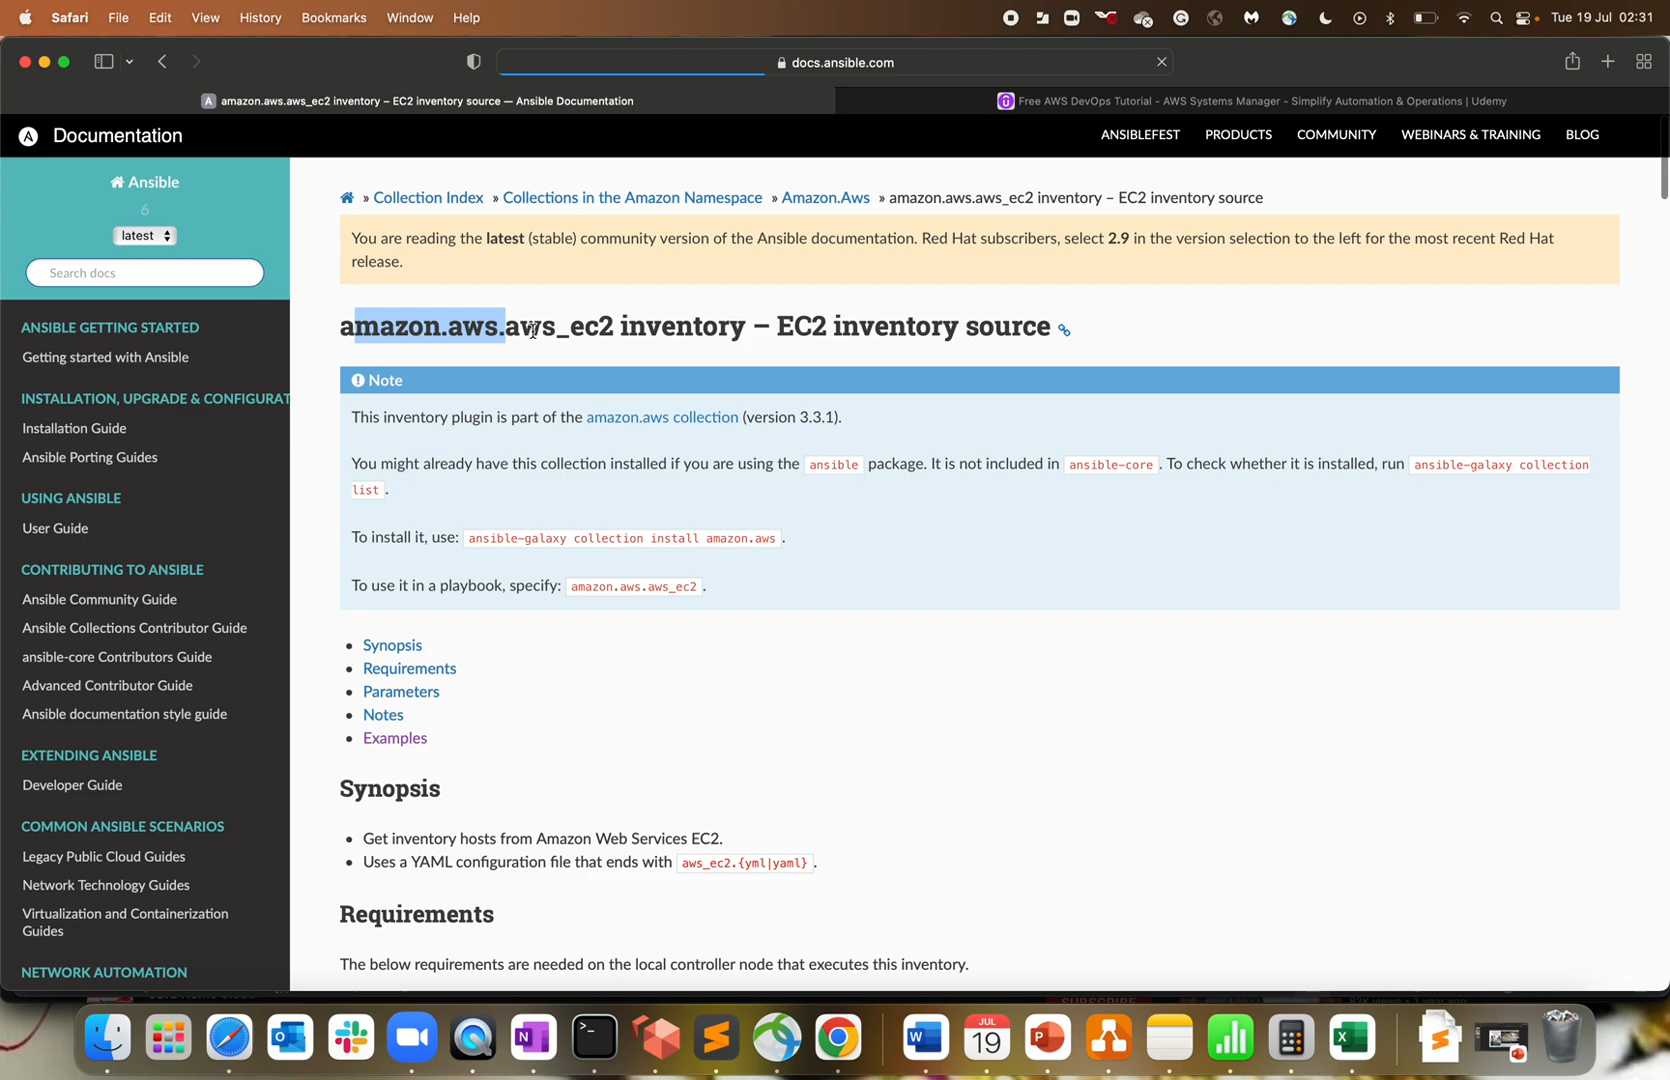 Safari File Edit View History Bookmarks Window Help Tue 19 Jul 02:31
docs.ansible.com
amazon.aws.aws_ec2 inventory – EC2 inventory source — Ansible Documentation
Free AWS DevOps Tutorial - AWS Systems Manager - Simplify Automation & Operations | Udemy
Documentation
ANSIBLEFEST PRODUCTS COMMUNITY WEBINARS & TRAINING BLOG
Ansible
6
latest
Search docs
ANSIBLE GETTING STARTED
Getting started with Ansible
INSTALLATION, UPGRADE & CONFIGURAT
Installation Guide
Ansible Porting Guides
USING ANSIBLE
User Guide
CONTRIBUTING TO ANSIBLE
Ansible Community Guide
Ansible Collections Contributor Guide
ansible-core Contributors Guide
Advanced Contributor Guide
Ansible documentation style guide
EXTENDING ANSIBLE
Developer Guide
COMMON ANSIBLE SCENARIOS
Legacy Public Cloud Guides
Network Technology Guides
Virtualization and Containerization
Guides
NETWORK AUTOMATION
» Collection Index » Collections in the Amazon Namespace » Amazon.Aws » amazon.aws.aws_ec2 inventory – EC2 inventory source
You are reading the latest (stable) community version of the Ansible documentation. Red Hat subscribers, select 2.9 in the version selection to the left for the most recent Red Hat
release.
amazon.aws.aws_ec2 inventory – EC2 inventory source
Note
This inventory plugin is part of the amazon.aws collection (version 3.3.1).
You might already have this collection installed if you are using the ansible package. It is not included in ansible-core. To check whether it is installed, run ansible-galaxy collection
list.
To install it, use: ansible-galaxy collection install amazon.aws.
To use it in a playbook, specify: amazon.aws.aws_ec2.
• Synopsis
• Requirements
• Parameters
• Notes
• Examples
Synopsis
• Get inventory hosts from Amazon Web Services EC2.
• Uses a YAML configuration file that ends with aws_ec2.{yml|yaml}.
Requirements
The below requirements are needed on the local controller node that executes this inventory.
SUBSCRIBE
82K views • 1 year ago
JUL
19